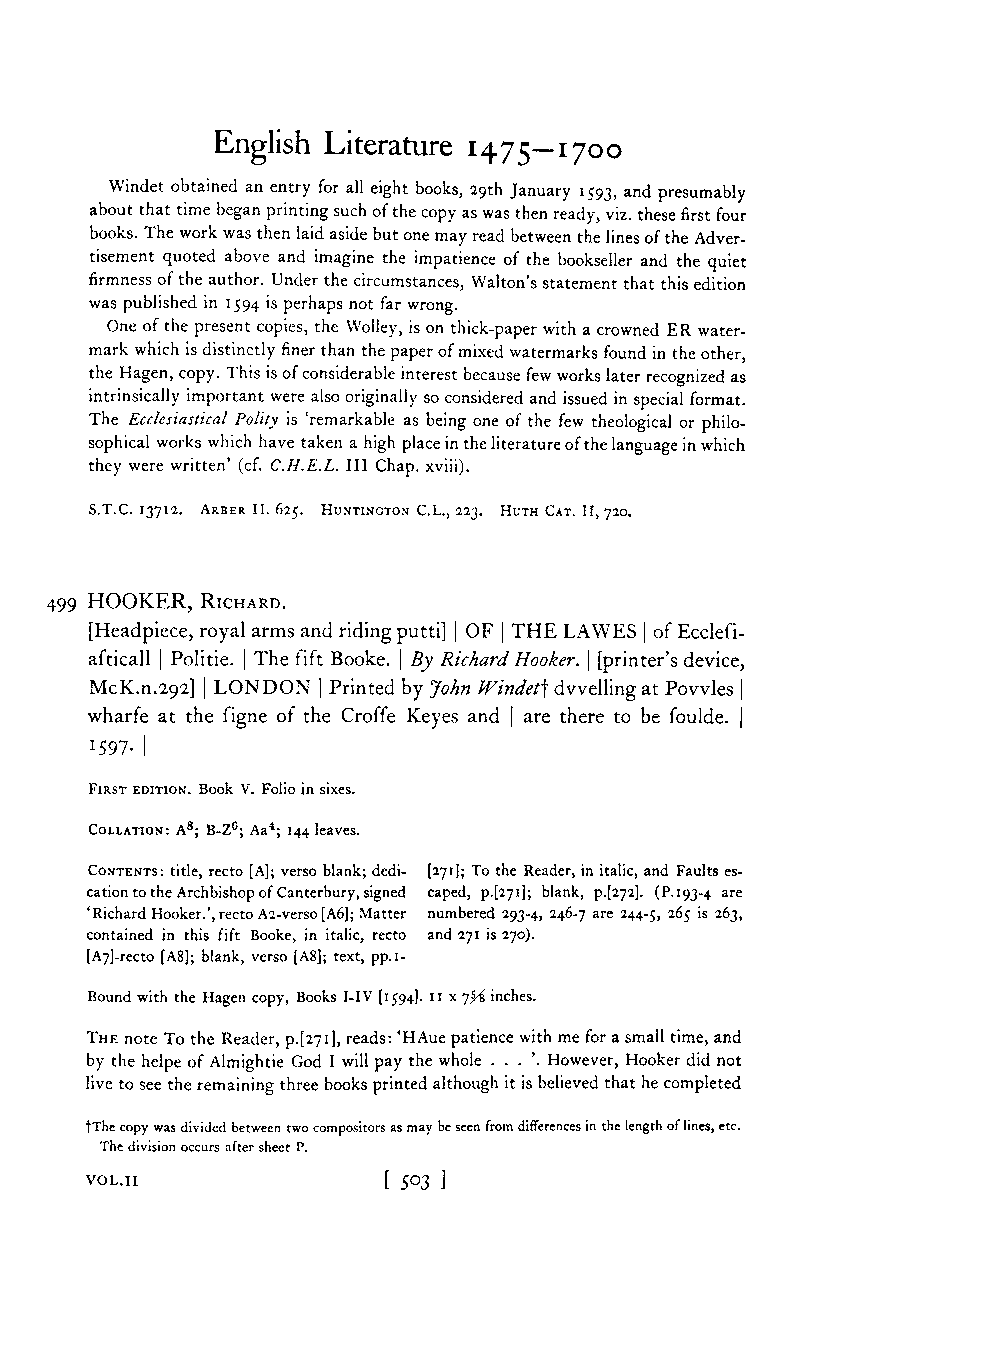 English Literature 1475–1700
Windet obtained an entry for all eight books, 29th January 1593, and presumably
about that time began printing such of the copy as was then ready, viz. these first four
books. The work was then laid aside but one may read between the lines of the Adver-
tisement quoted above and imagine the impatience of the bookseller and the quiet
firmness of the author. Under the circumstances, Walton's statement that this edition
was published in 1594 is perhaps not far wrong.
One of the present copies, the Wolley, is on thick-paper with a crowned ER water-
mark which is distinctly finer than the paper of mixed watermarks found in the other,
the Hagen, copy. This is of considerable interest because few works later recognized as
intrinsically important were also originally so considered and issued in special format.
The Ecclesiastical Polity is 'remarkable as being one of the few theological or philo-
sophical works which have taken a high place in the literature of the language in which
they were written' (cf. C.H.E.L. III Chap. xviii).
S.T.C. 13712. ARBER II. 625. HUNTINGTON C.L., 223. HUTH CAT. II, 720.
499 HOOKER, RICHARD.
[Headpiece, royal arms and riding putti] | OF | THE LAWES | of Eccleſi-
aſticall | Politie. | The fift Booke. | By Richard Hooker. | [printer's device,
McK.n.292] | LONDON | Printed by John Windet† dvvelling at Povvles |
wharfe at the ſigne of the Croſſe Keyes and | are there to be ſoulde. |
1597. |
FIRST EDITION. Book V. Folio in sixes.
COLLATION: A⁸; B-Z⁶; Aa⁴; 144 leaves.
CONTENTS: title, recto [A]; verso blank; dedi-
cation to the Archbishop of Canterbury, signed
'Richard Hooker.', recto A2-verso [A6]; Matter
contained in this fift Booke, in italic, recto
[A7]-recto [A8]; blank, verso [A8]; text, pp.1-
[271]; To the Reader, in italic, and Faults es-
caped, p.[271]; blank, p.[272]. (P.193-4 are
numbered 293-4, 246-7 are 244-5, 265 is 263,
and 271 is 270).
Bound with the Hagen copy, Books I-IV [1594]. 11 x 7⅝ inches.
THE note To the Reader, p.[271], reads: 'HAue patience with me for a small time, and
by the helpe of Almightie God I will pay the whole . . . '. However, Hooker did not
live to see the remaining three books printed although it is believed that he completed
†The copy was divided between two compositors as may be seen from differences in the length of lines, etc.
The division occurs after sheet P.
VOL.II [ 503 ]